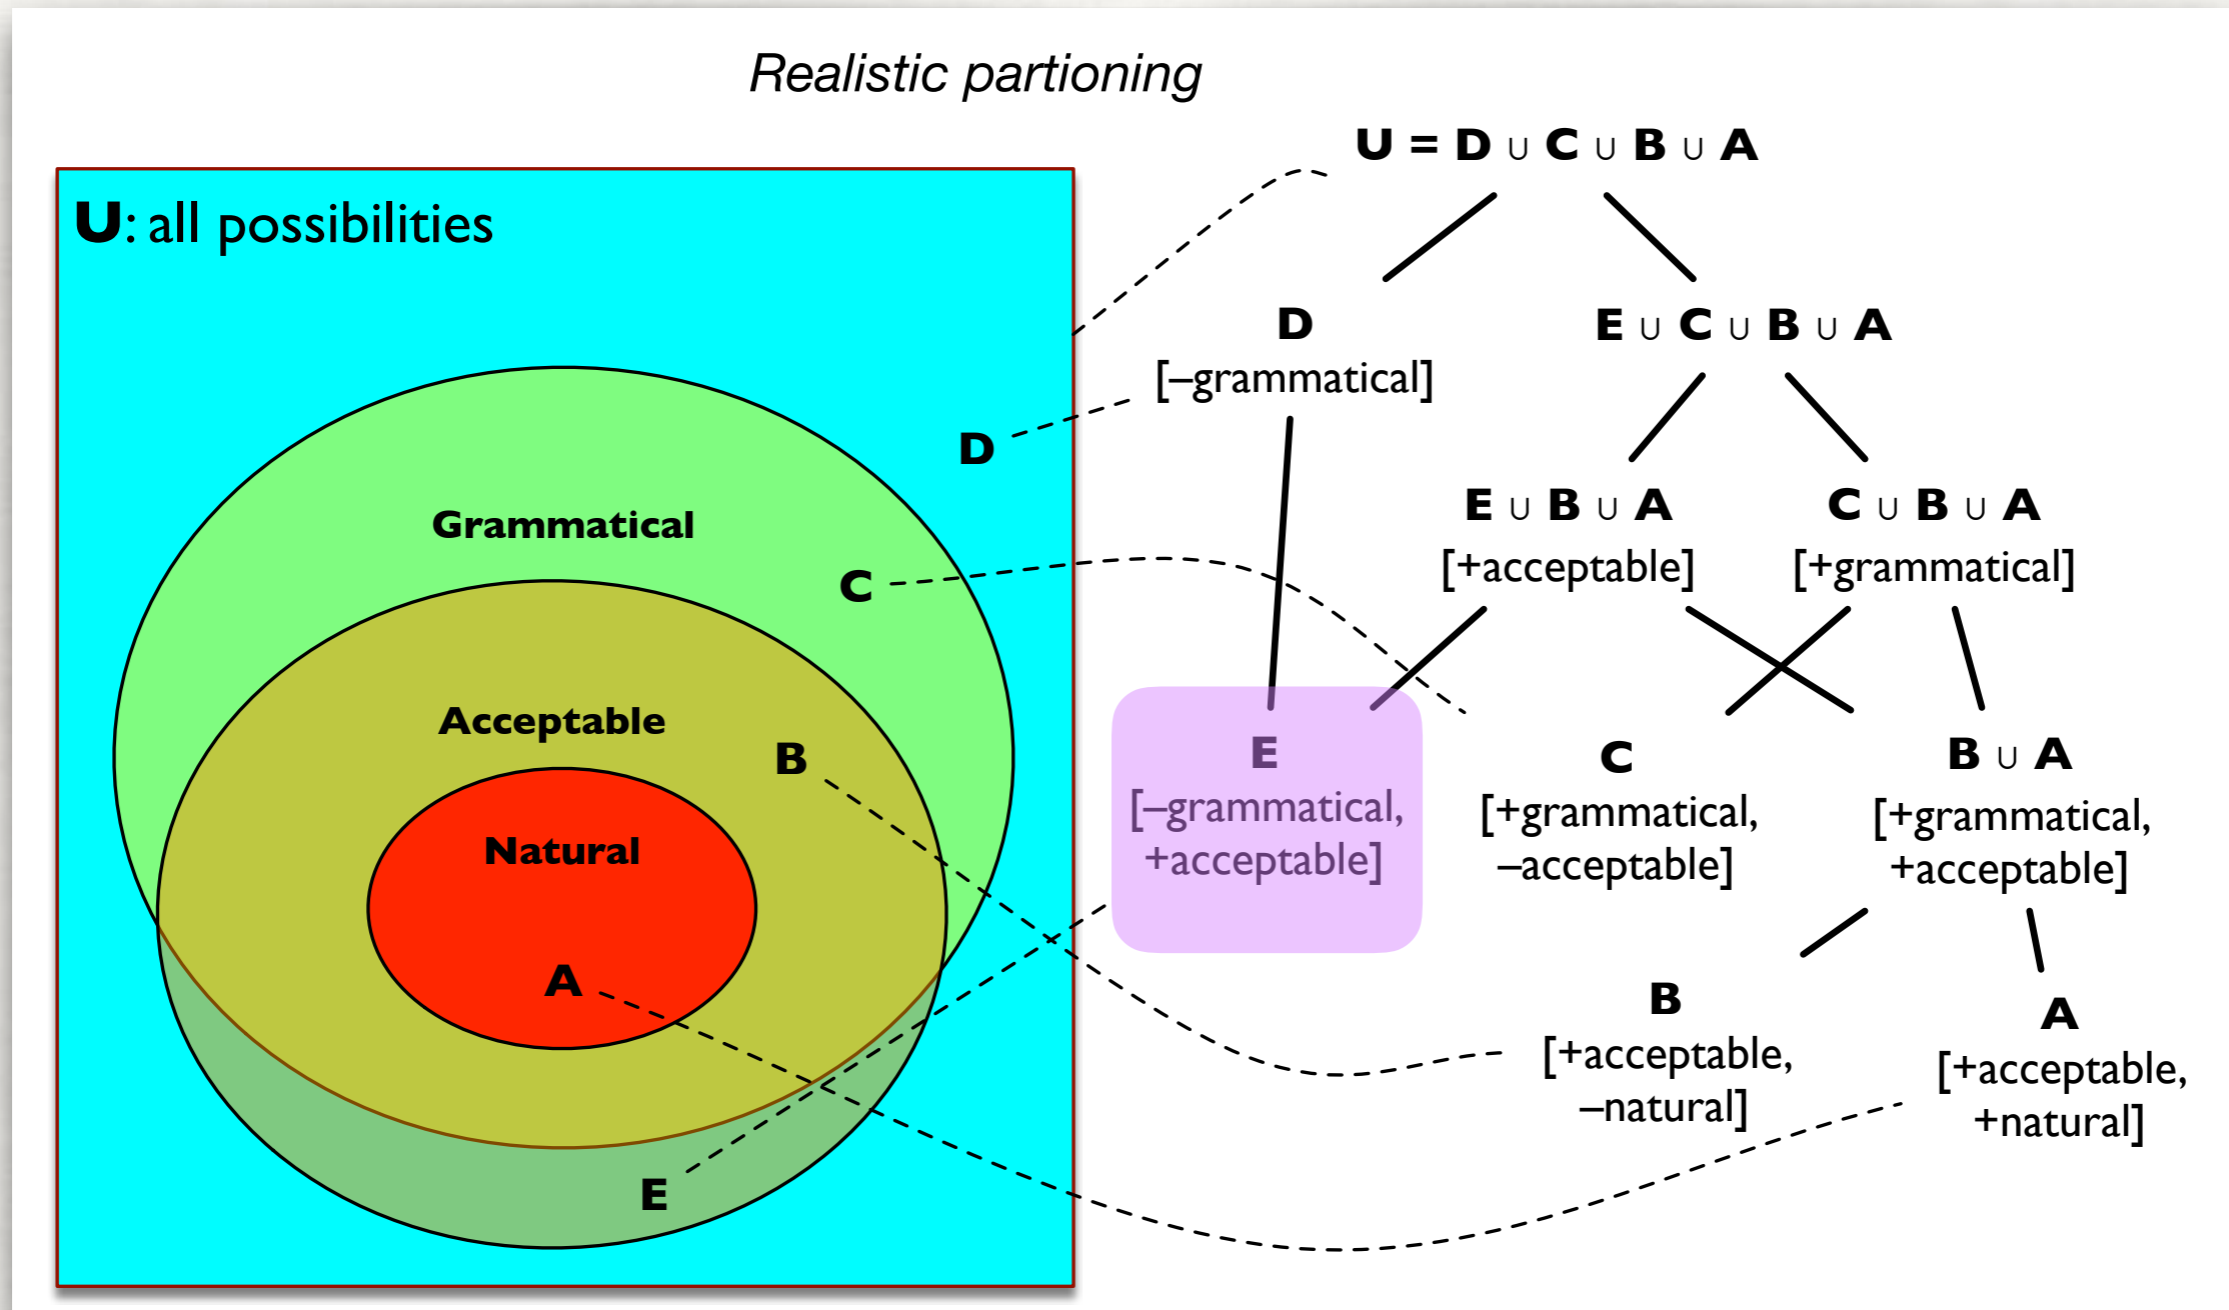 Realistic partioning
U = D ∪ C ∪ B ∪ A
U: all possibilities
D
[–grammatical]
E ∪ C ∪ B ∪ A
D
Grammatical
C
E ∪ B ∪ A
[+acceptable]
C ∪ B ∪ A
[+grammatical]
Acceptable
B
Natural
A
E
E
[–grammatical,
+acceptable]
C
[+grammatical,
–acceptable]
B ∪ A
[+grammatical,
+acceptable]
B
[+acceptable,
–natural]
A
[+acceptable,
+natural]